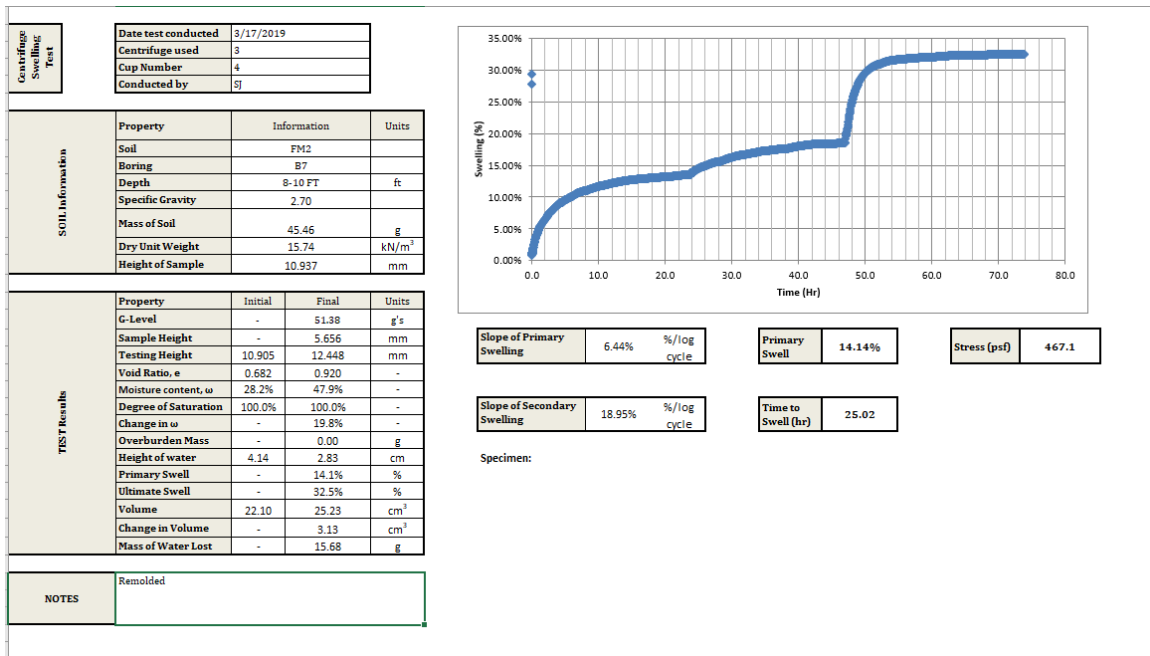 Centrifuge
Swelling
Test
Date test conducted 3/17/2019
Centrifuge used 3
Cup Number 4
Conducted by SJ
SOIL Information
Property Information Units
Soil FM2
Boring B7
Depth 8-10 FT ft
Specific Gravity 2.70
Mass of Soil 45.46 g
Dry Unit Weight 15.74 kN/m³
Height of Sample 10.937 mm
TEST Results
Property Initial Final Units
G-Level - 51.38 g's
Sample Height - 5.656 mm
Testing Height 10.905 12.448 mm
Void Ratio, e 0.682 0.920 -
Moisture content, ω 28.2% 47.9% -
Degree of Saturation 100.0% 100.0% -
Change in ω - 19.8% -
Overburden Mass - 0.00 g
Height of water 4.14 2.83 cm
Primary Swell - 14.1% %
Ultimate Swell - 32.5% %
Volume 22.10 25.23 cm³
Change in Volume - 3.13 cm³
Mass of Water Lost - 15.68 g
NOTES
Remolded
Swelling (%)
35.00%
30.00%
25.00%
20.00%
15.00%
10.00%
5.00%
0.00%
0.0 10.0 20.0 30.0 40.0 50.0 60.0 70.0 80.0
Time (Hr)
Slope of Primary
Swelling
6.44%
%/log
cycle
Primary
Swell
14.14%
Stress (psf) 467.1
Slope of Secondary
Swelling
18.95%
%/log
cycle
Time to
Swell (hr)
25.02
Specimen: